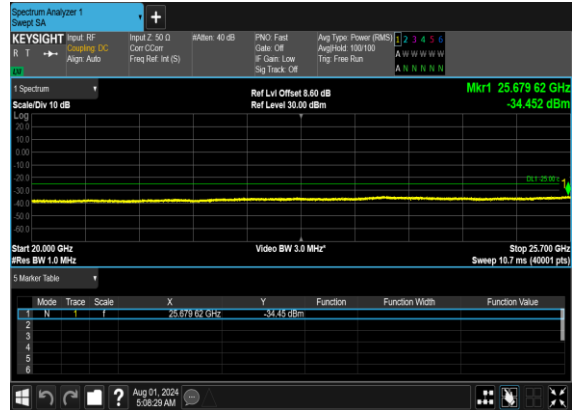 Spectrum Analyzer 1
Swept SA
+
KEYSIGHT Input: RF Input Z: 50 Ω #Atten: 40 dB PNO: Fast Avg Type: Power (RMS) 1 2 3 4 5 6
R T Coupling: DC Corr CCorr Gate: Off Avg|Hold: 100/100 A W W W W W
Align: Auto Freq Ref: Int (S) IF Gain: Low Trig: Free Run
Sig Track: Off A N N N N N
1 Spectrum
Scale/Div 10 dB
Ref Lvl Offset 8.60 dB
Ref Level 30.00 dBm
Mkr1 25.679 62 GHz
-34.452 dBm
Log
20.0
10.0
0.00
-10.0
-20.0
-30.0
-40.0
-50.0
-60.0
1
Start 20.000 GHz Video BW 3.0 MHz* Stop 25.700 GHz
#Res BW 1.0 MHz Sweep 10.7 ms (40001 pts)
5 Marker Table
Mode Trace Scale X Y Function Function Width Function Value
1 N 1 f 25.679 62 GHz -34.45 dBm
2
3
4
5
6
?
Aug 01, 2024
5:08:29 AM